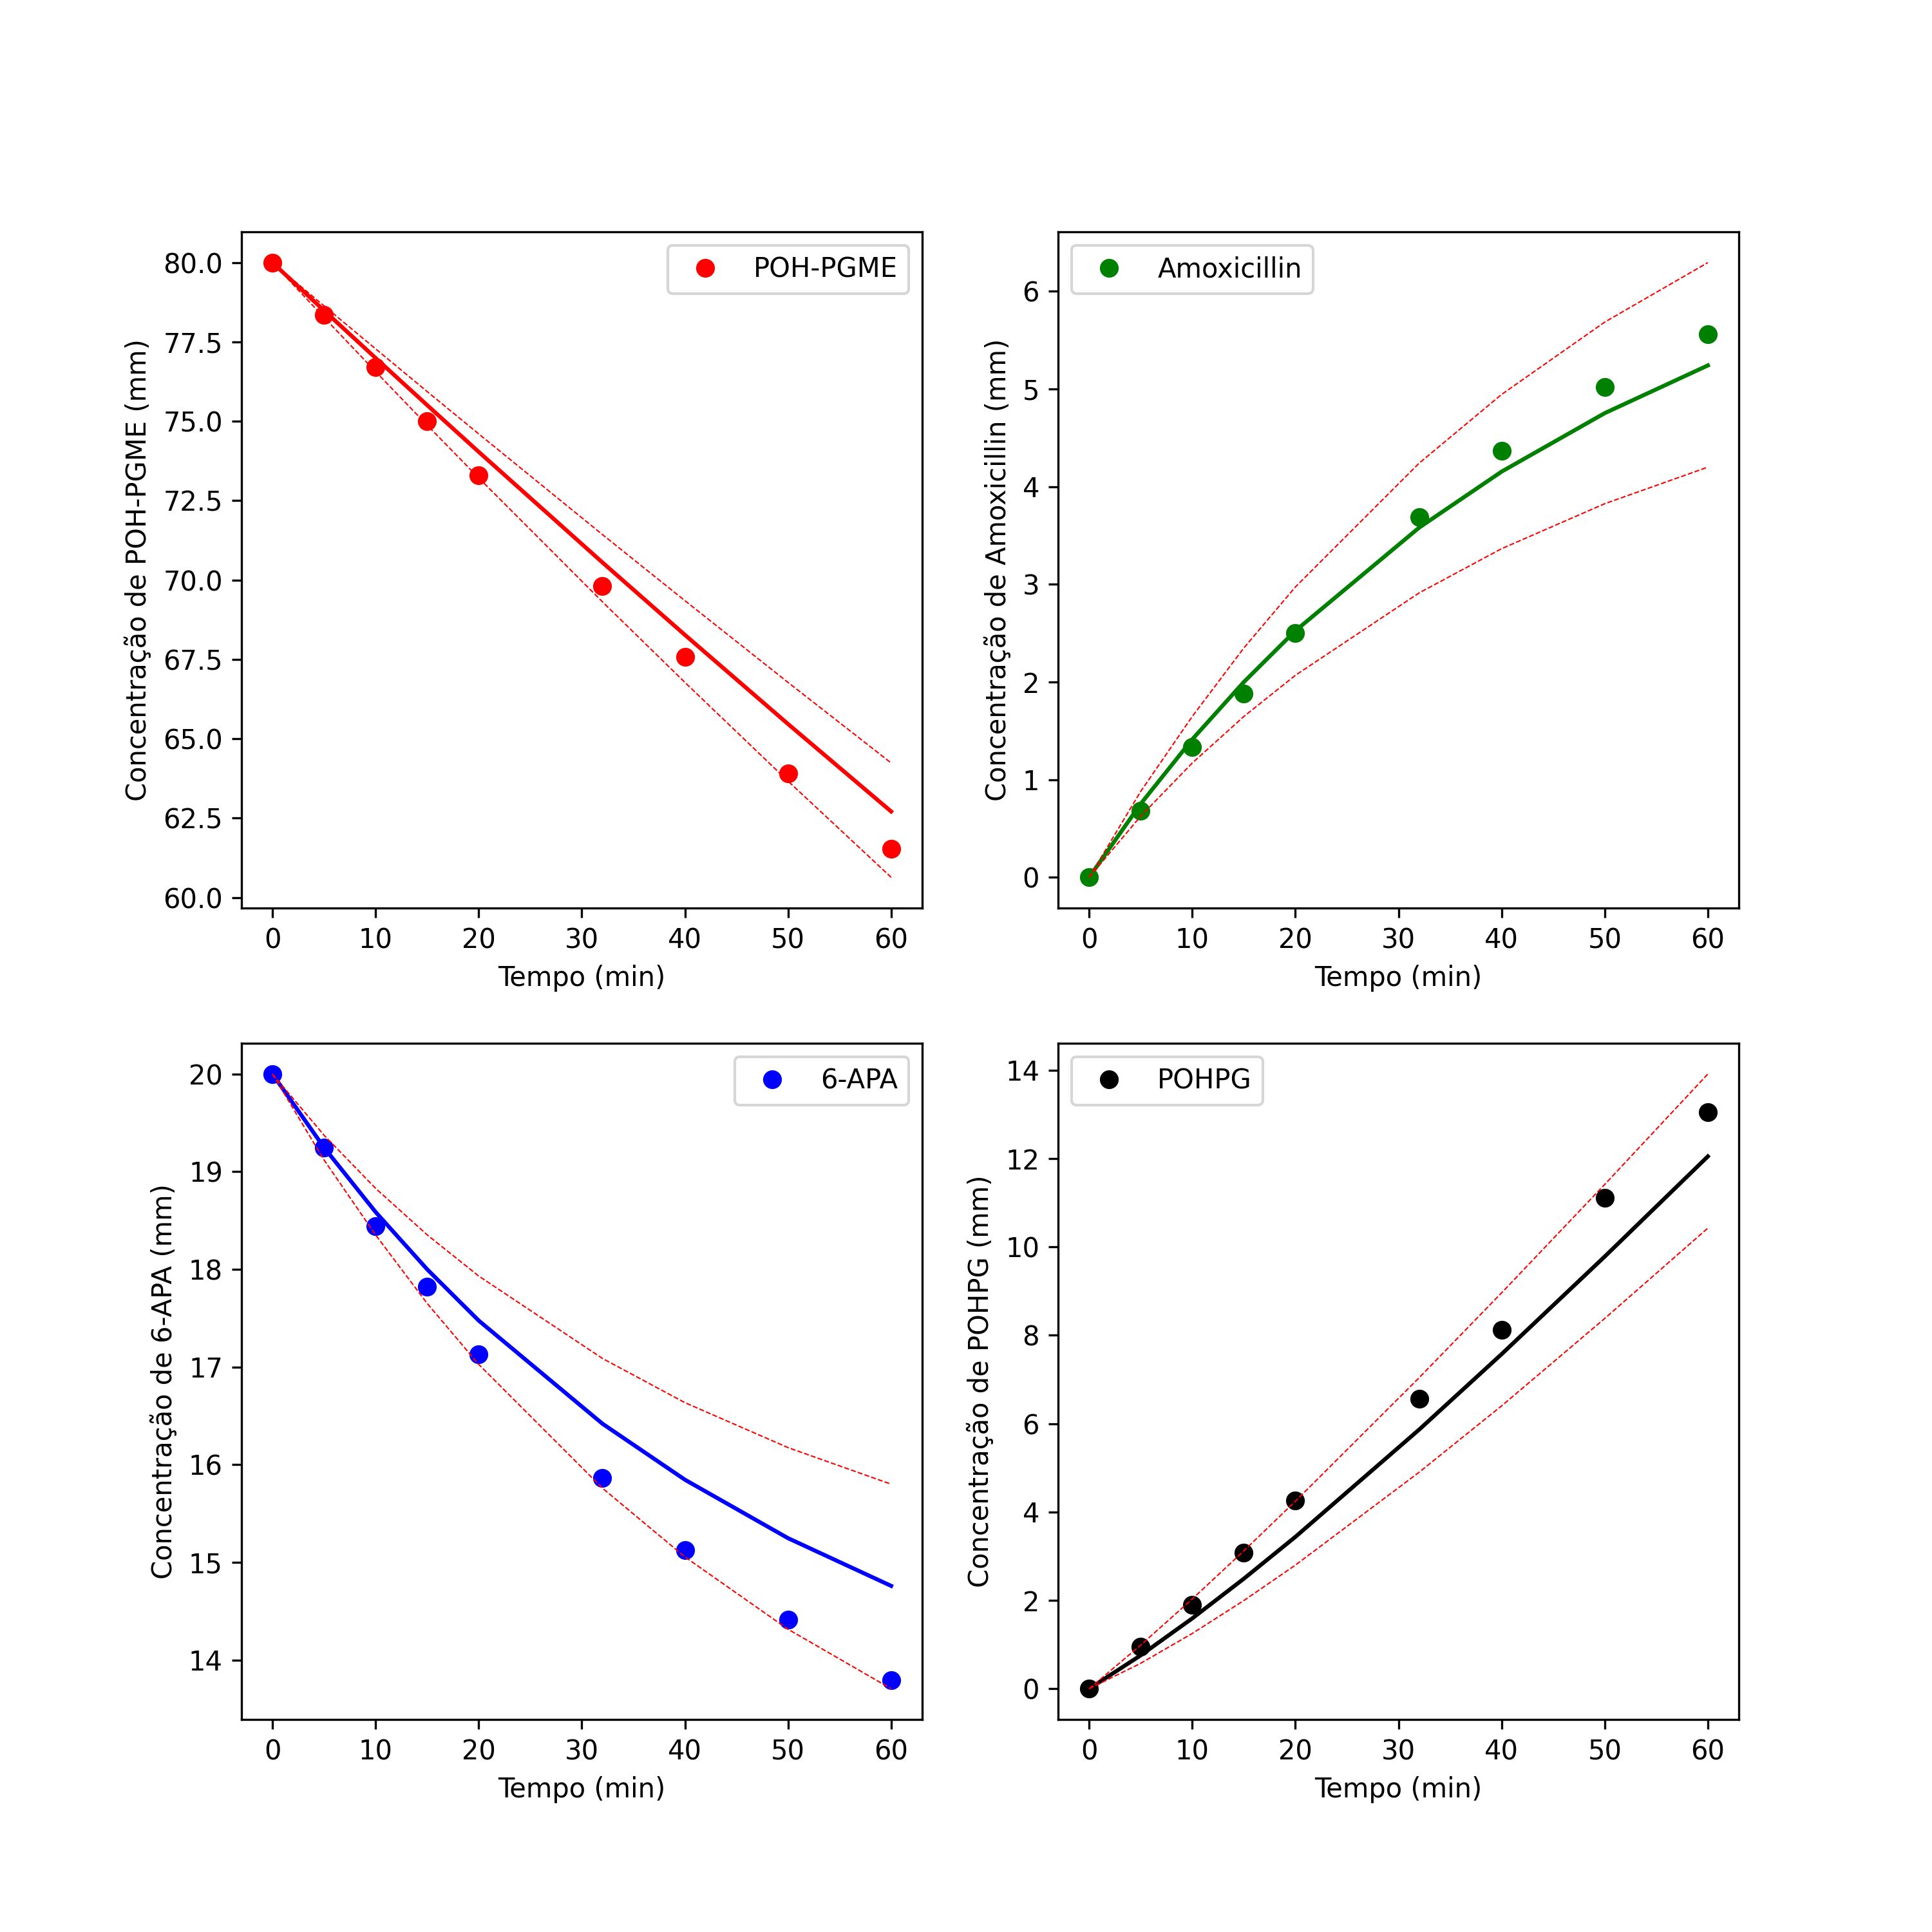 POH-PGME
80.0
77.5
75.0
72.5
70.0
67.5
65.0
62.5
60.0
Concentração de POH-PGME (mm)
0 10 20 30 40 50 60
Tempo (min)
Amoxicillin
6
5
4
3
2
1
0
Concentração de Amoxicillin (mm)
0 10 20 30 40 50 60
Tempo (min)
6-APA
20
19
18
17
16
15
14
Concentração de 6-APA (mm)
0 10 20 30 40 50 60
Tempo (min)
POHPG
14
12
10
8
6
4
2
0
Concentração de POHPG (mm)
0 10 20 30 40 50 60
Tempo (min)